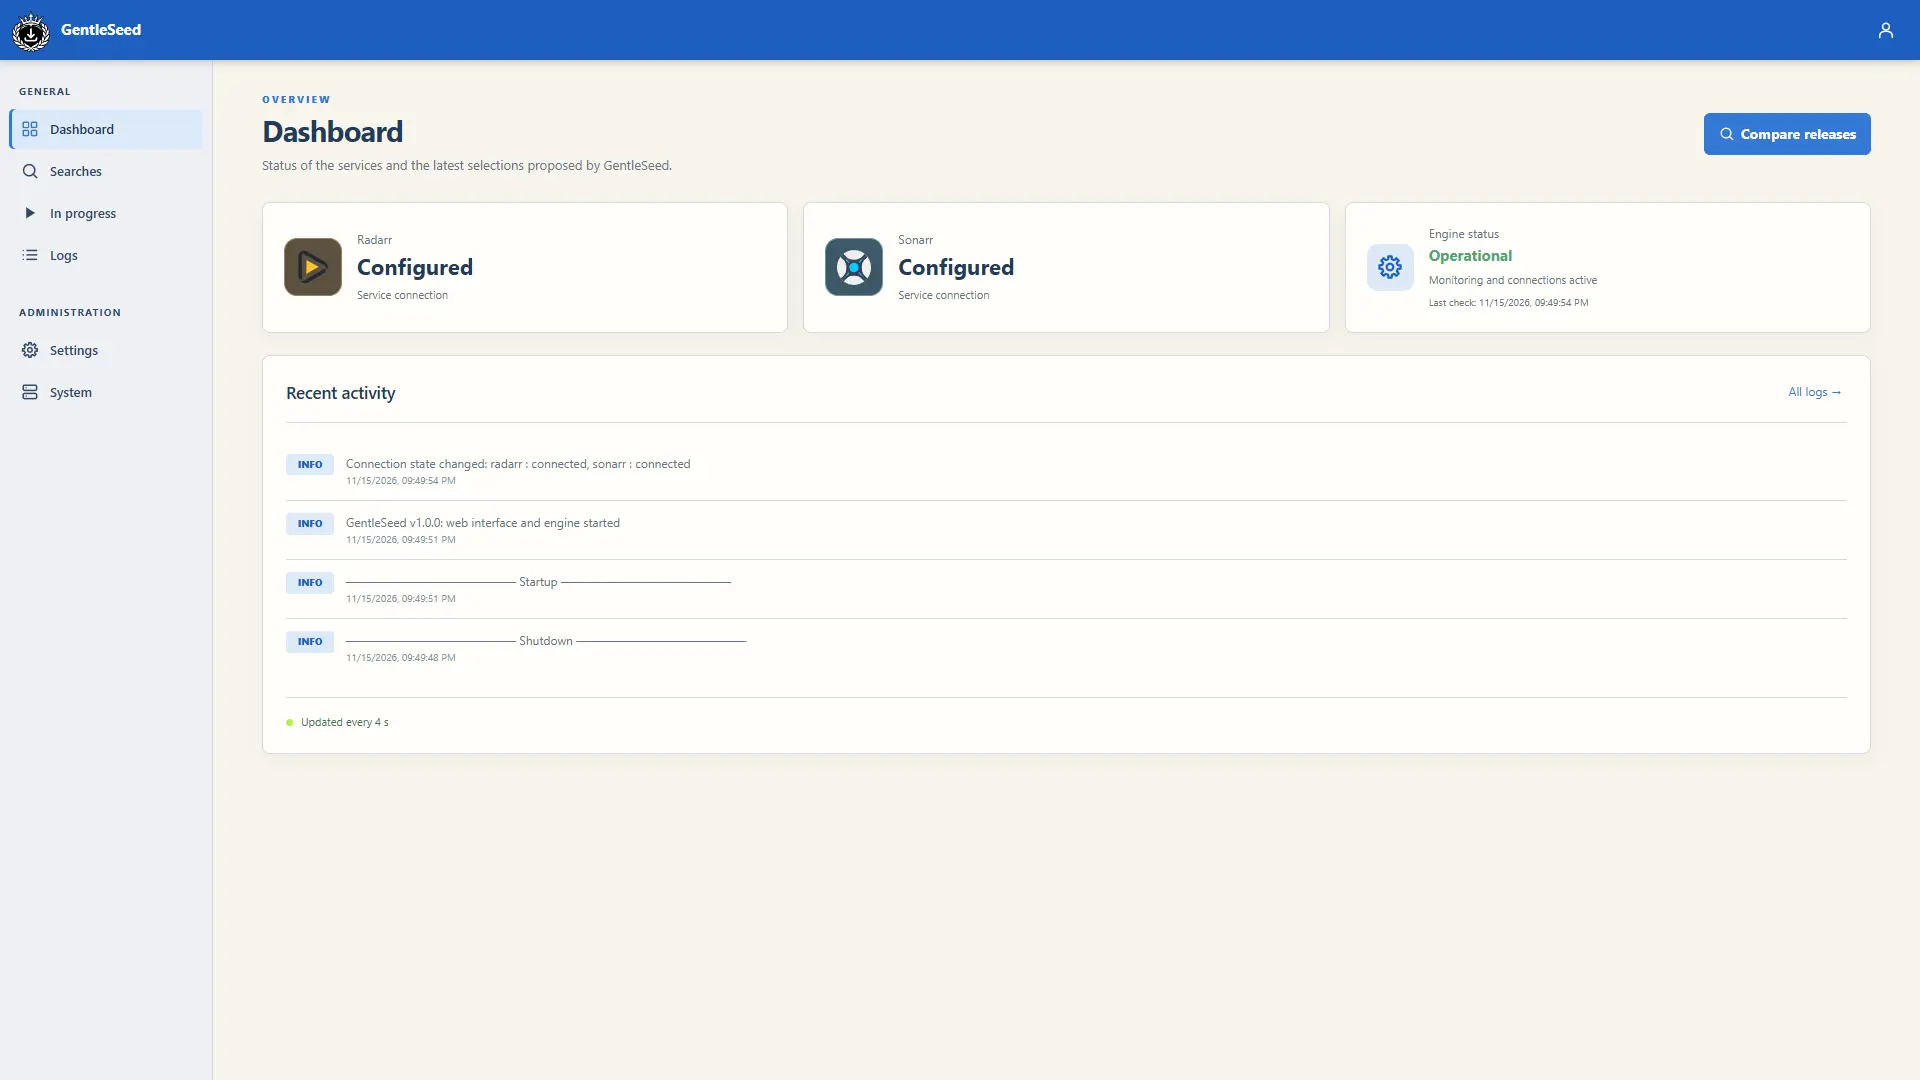 GentleSeed
GENERAL
Dashboard
Searches
In progress
Logs
ADMINISTRATION
Settings
System
OVERVIEW
Dashboard
Status of the services and the latest selections proposed by GentleSeed.
Compare releases
Radarr
Configured
Service connection
Sonarr
Configured
Service connection
Engine status
Operational
Monitoring and connections active
Last check: 11/15/2026, 09:49:54 PM
Recent activity
All logs →
INFO
Connection state changed: radarr : connected, sonarr : connected
11/15/2026, 09:49:54 PM
INFO
GentleSeed v1.0.0: web interface and engine started
11/15/2026, 09:49:51 PM
INFO
—————————————— Startup ——————————————
11/15/2026, 09:49:51 PM
INFO
—————————————— Shutdown ——————————————
11/15/2026, 09:49:48 PM
Updated every 4 s